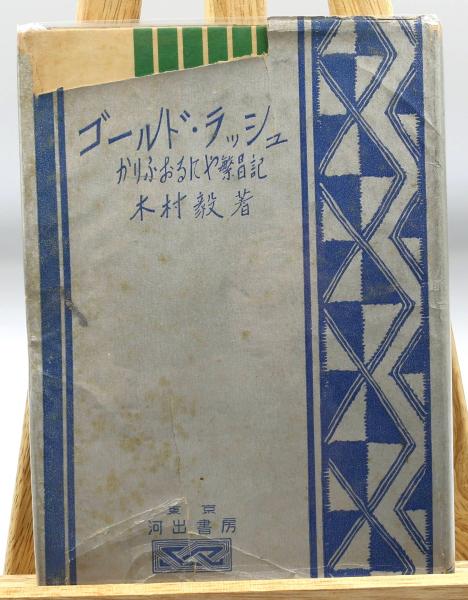 ゴールド・ラッシュ
かりふおるにや繁昌記
木村毅著
東京
河出書房